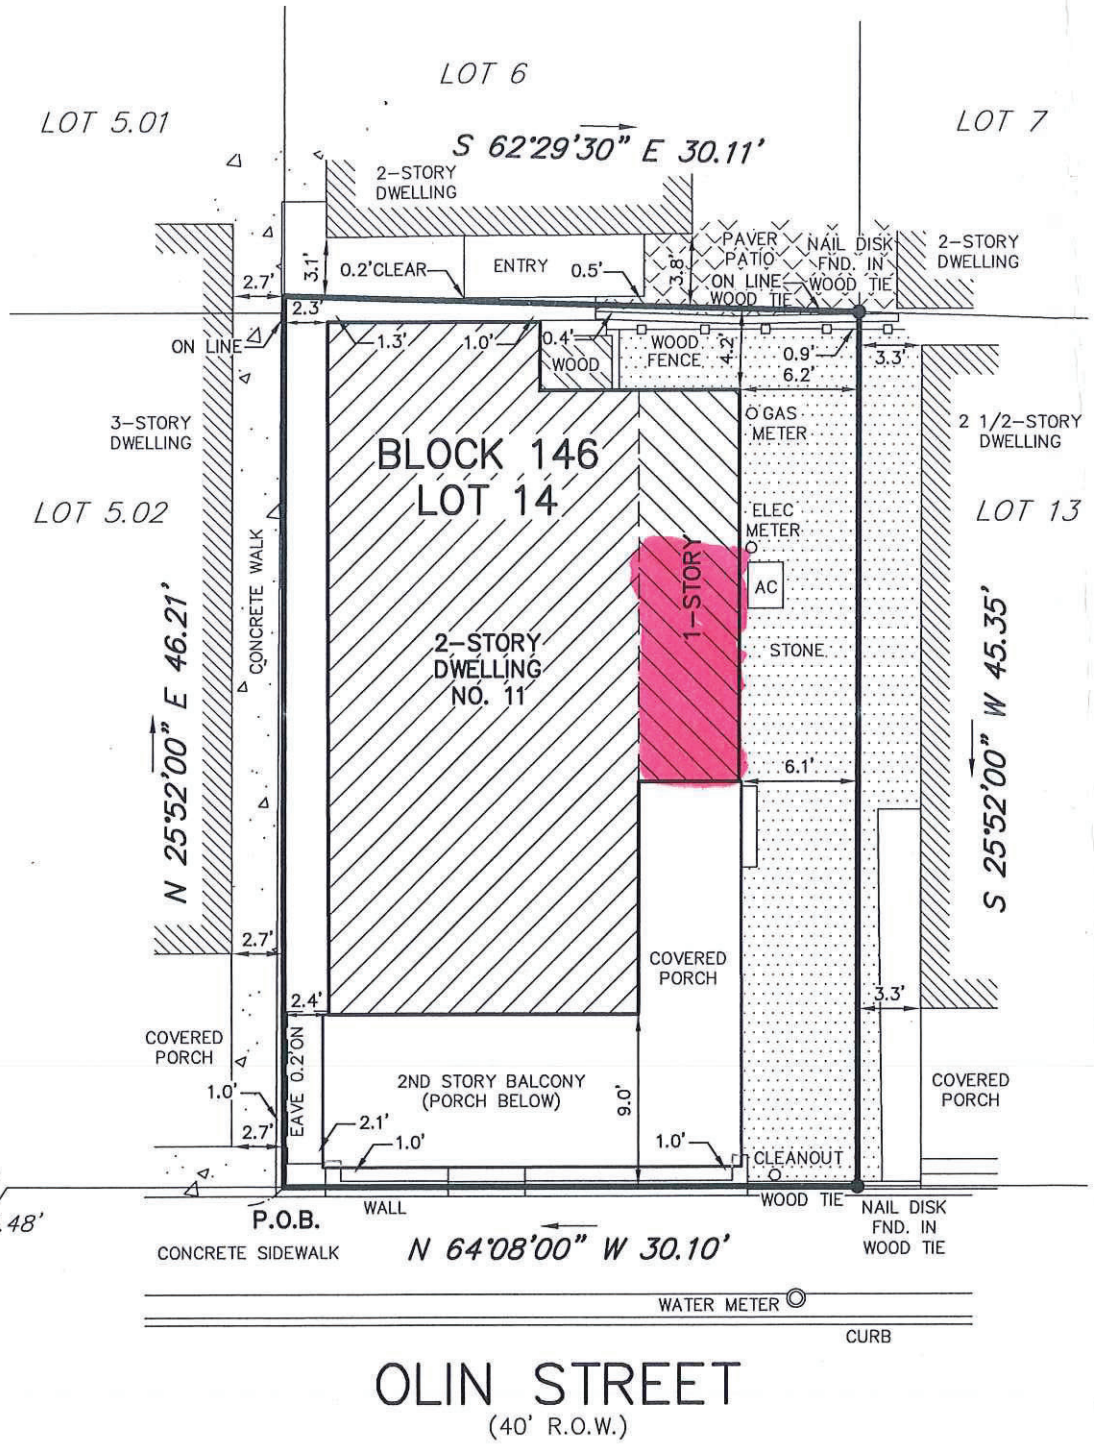 LOT 6
LOT 5.01
LOT 7
S 62°29'30" E 30.11'
2-STORY
DWELLING
PAVER
PATIO
NAIL DISK
FND. IN
WOOD TIE
2-STORY
DWELLING
ON LINE
WOOD TIE
3.1'
0.2'CLEAR
ENTRY
0.5'
3.8'
2.7'
2.3'
ON LINE
1.3'
1.0'
0.4'
WOOD
WOOD
FENCE
4.2'
0.9'
6.2'
3.3'
3-STORY
DWELLING
GAS
METER
2 1/2-STORY
DWELLING
BLOCK 146
LOT 14
LOT 5.02
ELEC
METER
LOT 13
CONCRETE WALK
1-STORY
AC
N 25°52'00" E 46.21'
2-STORY
DWELLING
NO. 11
STONE
S 25°52'00" W 45.35'
6.1'
2.7'
COVERED
PORCH
2.4'
3.3'
COVERED
PORCH
EAVE 0.2'ON
2ND STORY BALCONY
(PORCH BELOW)
9.0'
COVERED
PORCH
1.0'
2.1'
2.7'
1.0'
1.0'
CLEANOUT
WOOD TIE
.48'
P.O.B.
WALL
NAIL DISK
FND. IN
WOOD TIE
CONCRETE SIDEWALK
N 64°08'00" W 30.10'
WATER METER
CURB
OLIN STREET
(40' R.O.W.)